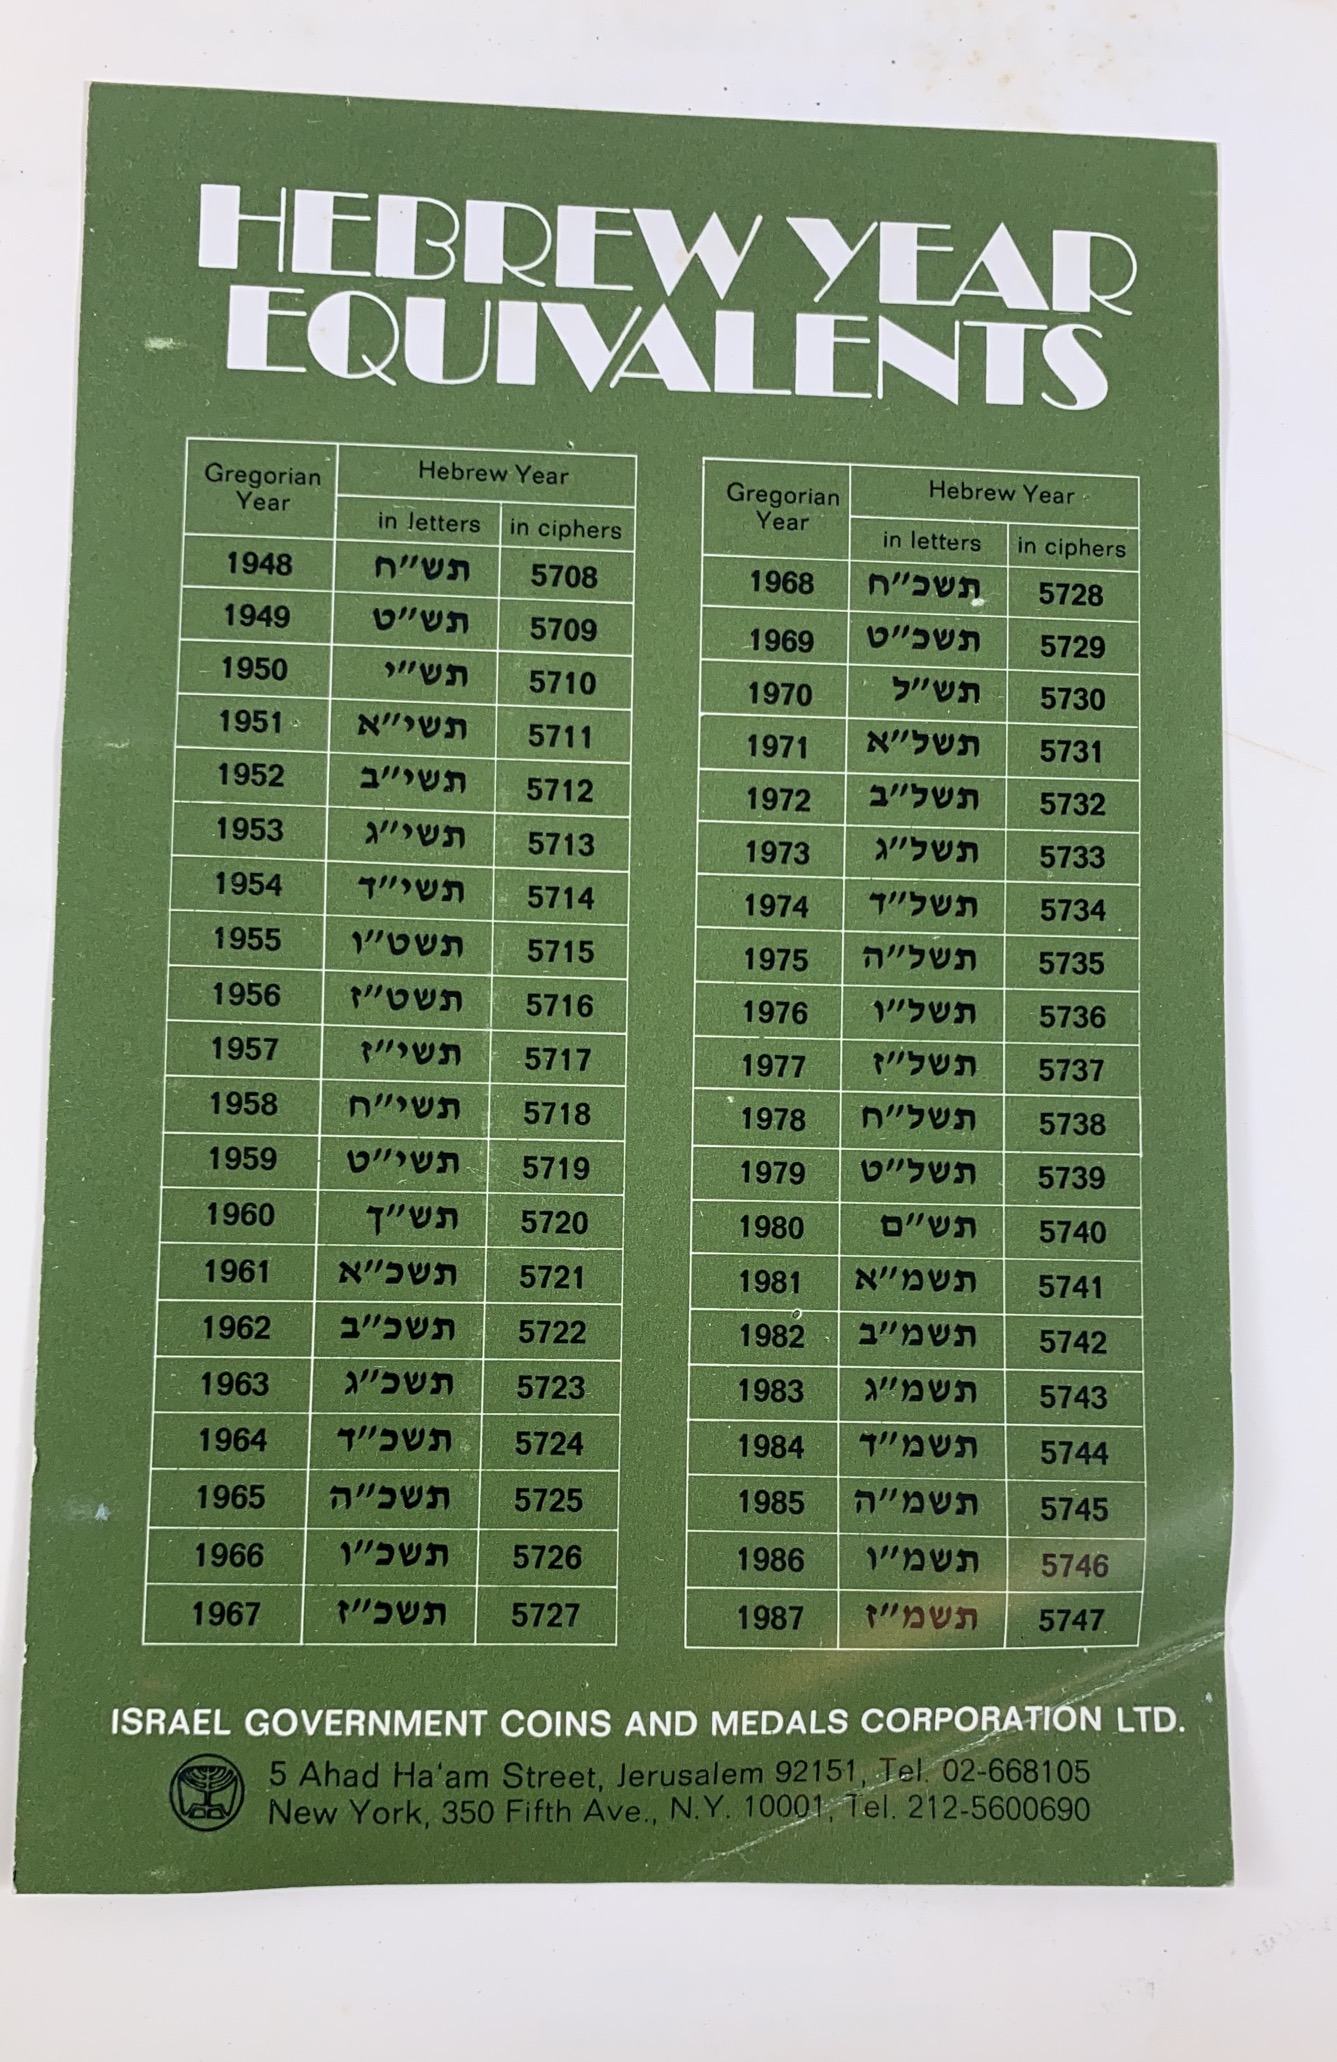 HEBREW YEAR
EQUIVALENTS
Gregorian Year | Hebrew Year
in letters | in ciphers
1948 תש״ח 5708
1949 תש״ט 5709
1950 תש״י 5710
1951 תשי״א 5711
1952 תשי״ב 5712
1953 תשי״ג 5713
1954 תשי״ד 5714
1955 תשט״ו 5715
1956 תשט״ז 5716
1957 תשי״ז 5717
1958 תשי״ח 5718
1959 תשי״ט 5719
1960 תש״ך 5720
1961 תשכ״א 5721
1962 תשכ״ב 5722
1963 תשכ״ג 5723
1964 תשכ״ד 5724
1965 תשכ״ה 5725
1966 תשכ״ו 5726
1967 תשכ״ז 5727
Gregorian Year | Hebrew Year
in letters | in ciphers
1968 תשכ״ח 5728
1969 תשכ״ט 5729
1970 תש״ל 5730
1971 תשל״א 5731
1972 תשל״ב 5732
1973 תשל״ג 5733
1974 תשל״ד 5734
1975 תשל״ה 5735
1976 תשל״ו 5736
1977 תשל״ז 5737
1978 תשל״ח 5738
1979 תשל״ט 5739
1980 תש״ם 5740
1981 תשמ״א 5741
1982 תשמ״ב 5742
1983 תשמ״ג 5743
1984 תשמ״ד 5744
1985 תשמ״ה 5745
1986 תשמ״ו 5746
1987 תשמ״ז 5747
ISRAEL GOVERNMENT COINS AND MEDALS CORPORATION LTD.
5 Ahad Ha'am Street, Jerusalem 92151, Tel. 02-668105
New York, 350 Fifth Ave., N.Y. 10001, Tel. 212-5600690